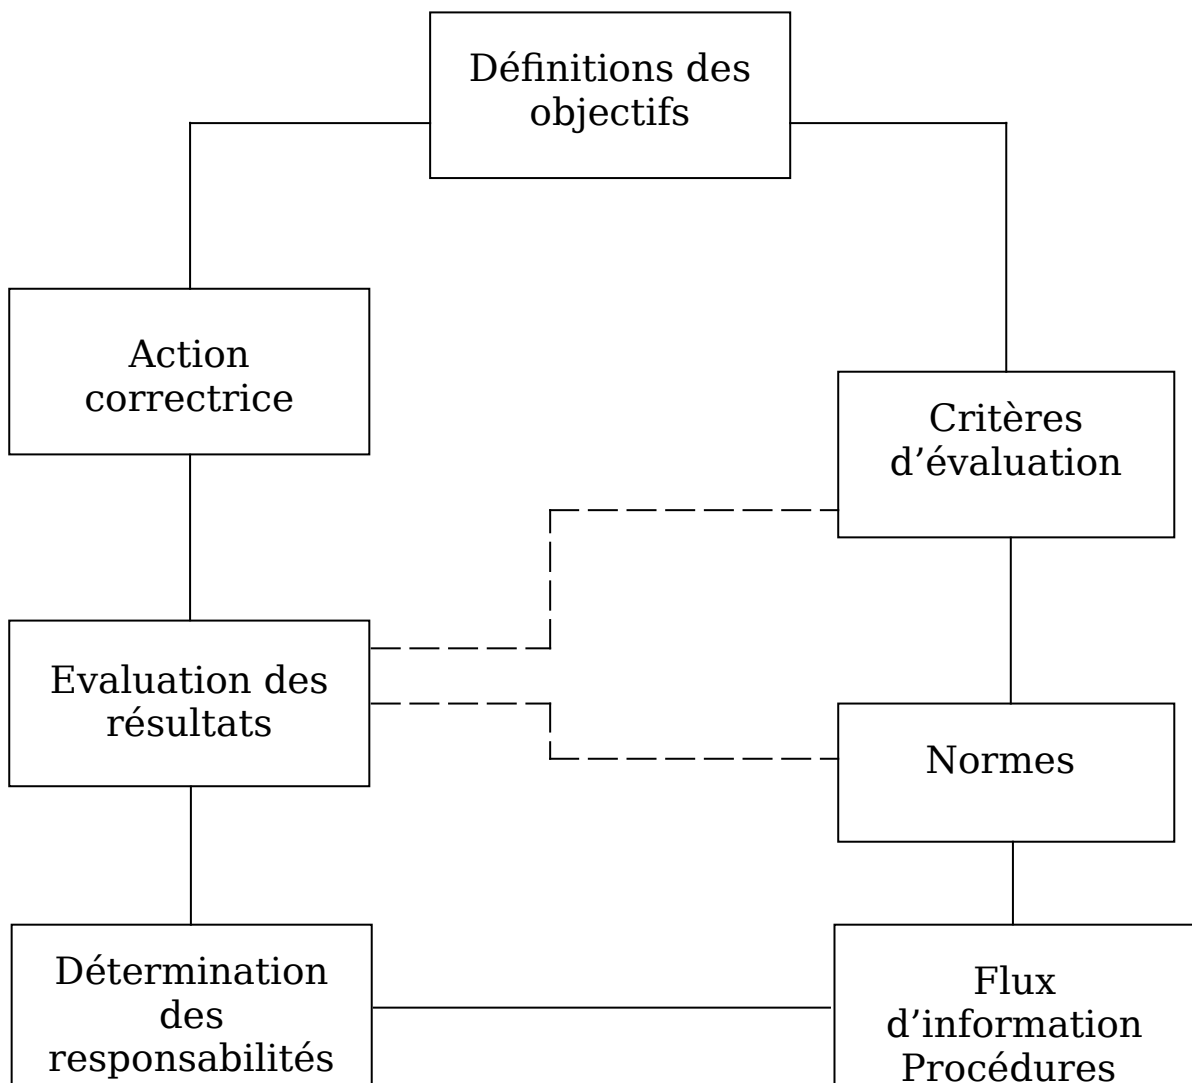 Définitions des
objectifs
Action
correctrice
Critères
d’évaluation
Evaluation des
résultats
Normes
Détermination
des
responsabilités
Flux
d’information
Procédures